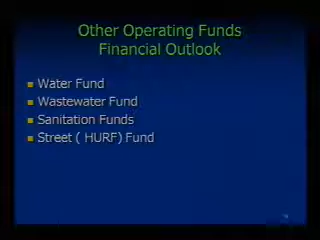 Other Operating Funds
Financial Outlook
Water Fund
Wastewater Fund
Sanitation Funds
Street ( HURF) Fund